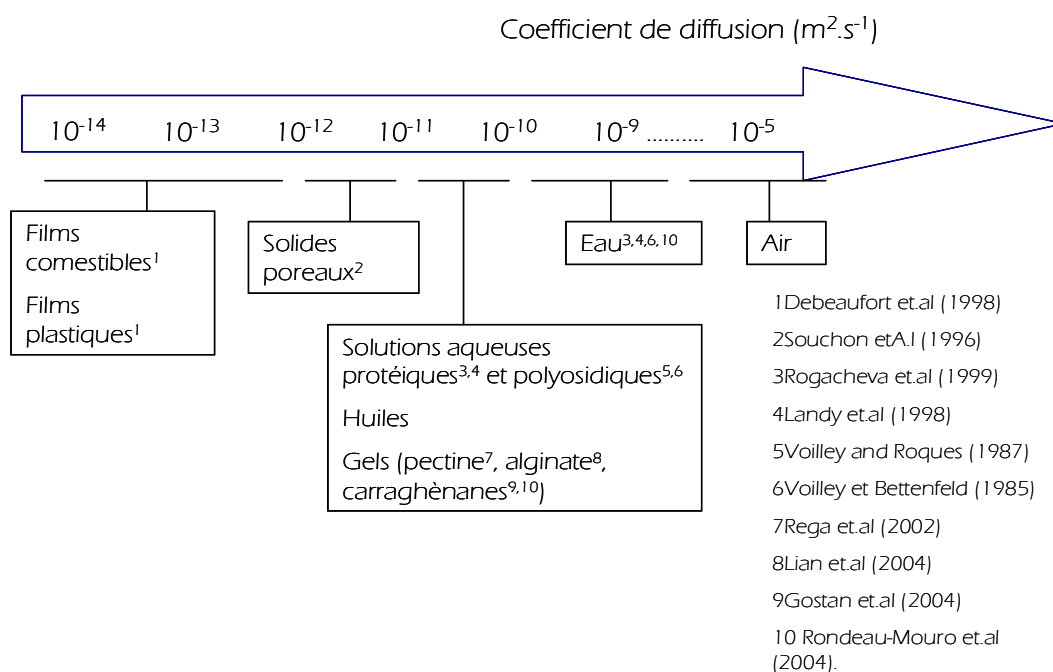 Coefficient de diffusion (m².s⁻¹)
10⁻¹⁴ 10⁻¹³ 10⁻¹² 10⁻¹¹ 10⁻¹⁰ 10⁻⁹ .......... 10⁻⁵
Films
comestibles¹
Films
plastiques¹
Solides
poreaux²
Eau³,⁴,⁶,¹⁰
Air
Solutions aqueuses
protéiques³,⁴ et polyosidiques⁵,⁶
Huiles
Gels (pectine⁷, alginate⁸,
carraghènanes⁹,¹⁰)
1Debeaufort et.al (1998)
2Souchon etA.l (1996)
3Rogacheva et.al (1999)
4Landy et.al (1998)
5Voilley and Roques (1987)
6Voilley et Bettenfeld (1985)
7Rega et.al (2002)
8Lian et.al (2004)
9Gostan et.al (2004)
10 Rondeau-Mouro et.al
(2004).